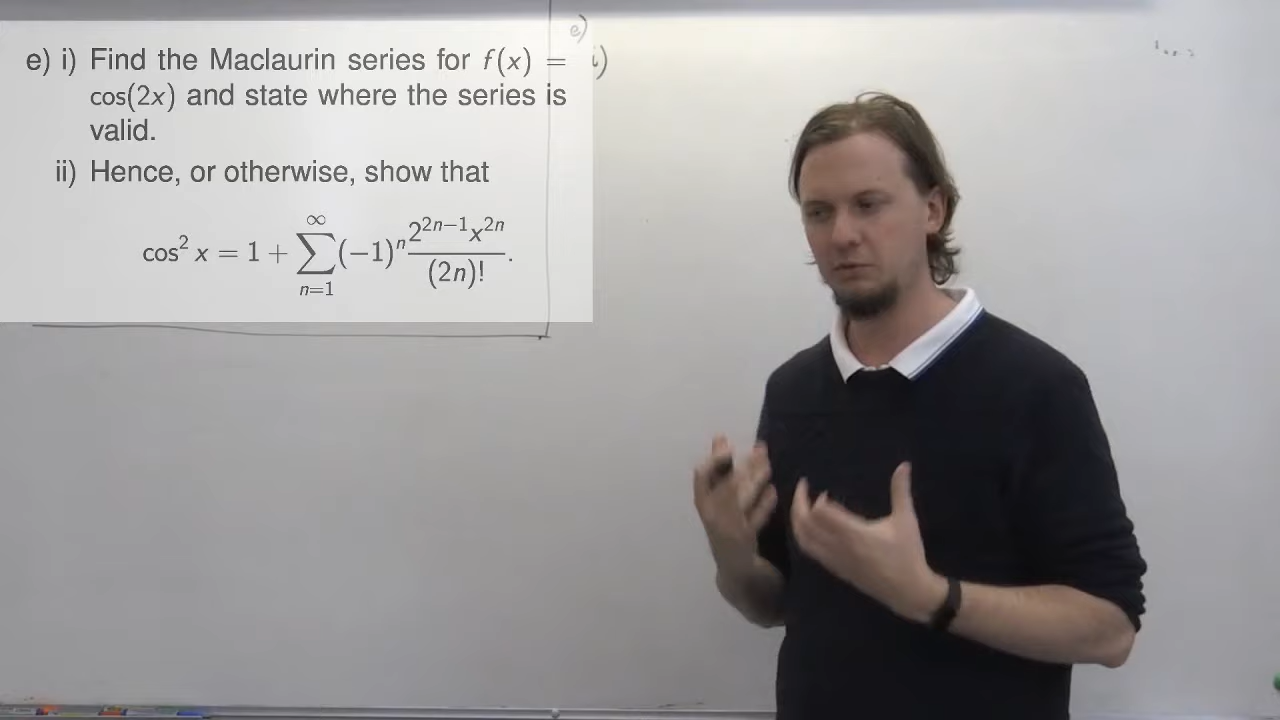 e) i) Find the Maclaurin series for f(x) =
cos(2x) and state where the series is
valid.
ii) Hence, or otherwise, show that
cos² x = 1 + ∑_{n=1}^{∞} (−1)ⁿ \frac{2^{2n−1}x^{2n}}{(2n)!}.
e)
i)